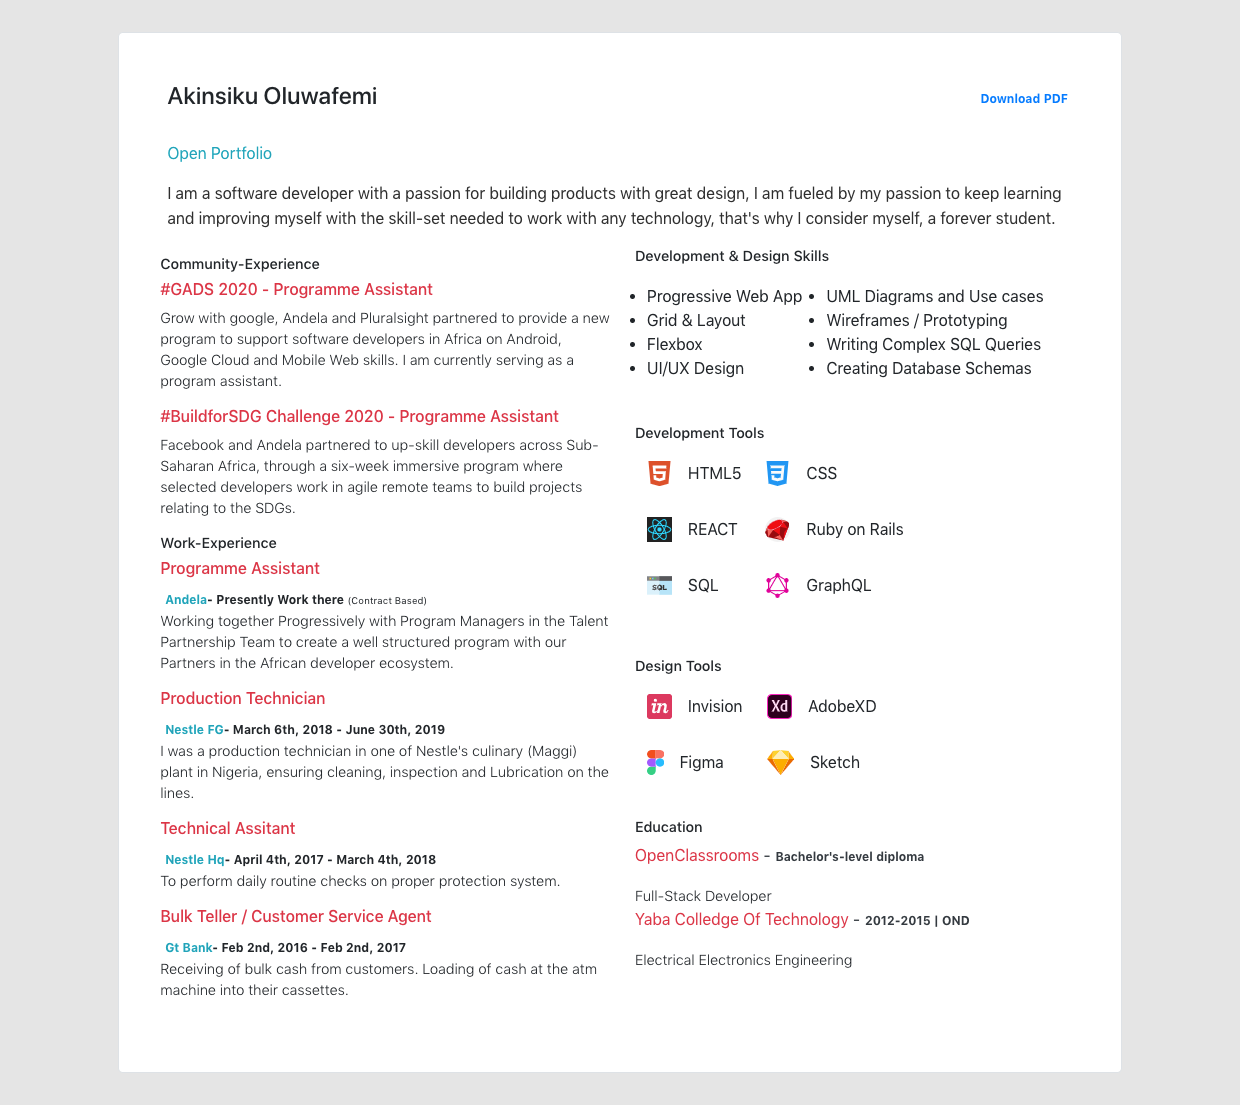 Akinsiku Oluwafemi
Download PDF
Open Portfolio
I am a software developer with a passion for building products with great design, I am fueled by my passion to keep learning
and improving myself with the skill-set needed to work with any technology, that's why I consider myself, a forever student.
Community-Experience
#GADS 2020 - Programme Assistant
Grow with google, Andela and Pluralsight partnered to provide a new
program to support software developers in Africa on Android,
Google Cloud and Mobile Web skills. I am currently serving as a
program assistant.
#BuildforSDG Challenge 2020 - Programme Assistant
Facebook and Andela partnered to up-skill developers across Sub-
Saharan Africa, through a six-week immersive program where
selected developers work in agile remote teams to build projects
relating to the SDGs.
Work-Experience
Programme Assistant
Andela- Presently Work there (Contract Based)
Working together Progressively with Program Managers in the Talent
Partnership Team to create a well structured program with our
Partners in the African developer ecosystem.
Production Technician
Nestle FG- March 6th, 2018 - June 30th, 2019
I was a production technician in one of Nestle's culinary (Maggi)
plant in Nigeria, ensuring cleaning, inspection and Lubrication on the
lines.
Technical Assitant
Nestle Hq- April 4th, 2017 - March 4th, 2018
To perform daily routine checks on proper protection system.
Bulk Teller / Customer Service Agent
Gt Bank- Feb 2nd, 2016 - Feb 2nd, 2017
Receiving of bulk cash from customers. Loading of cash at the atm
machine into their cassettes.
Development & Design Skills
• Progressive Web App
• Grid & Layout
• Flexbox
• UI/UX Design
• UML Diagrams and Use cases
• Wireframes / Prototyping
• Writing Complex SQL Queries
• Creating Database Schemas
Development Tools
HTML5 CSS
REACT Ruby on Rails
SQL SQL GraphQL
Design Tools
in Invision Xd AdobeXD
Figma Sketch
Education
OpenClassrooms - Bachelor's-level diploma
Full-Stack Developer
Yaba Colledge Of Technology - 2012-2015 | OND
Electrical Electronics Engineering